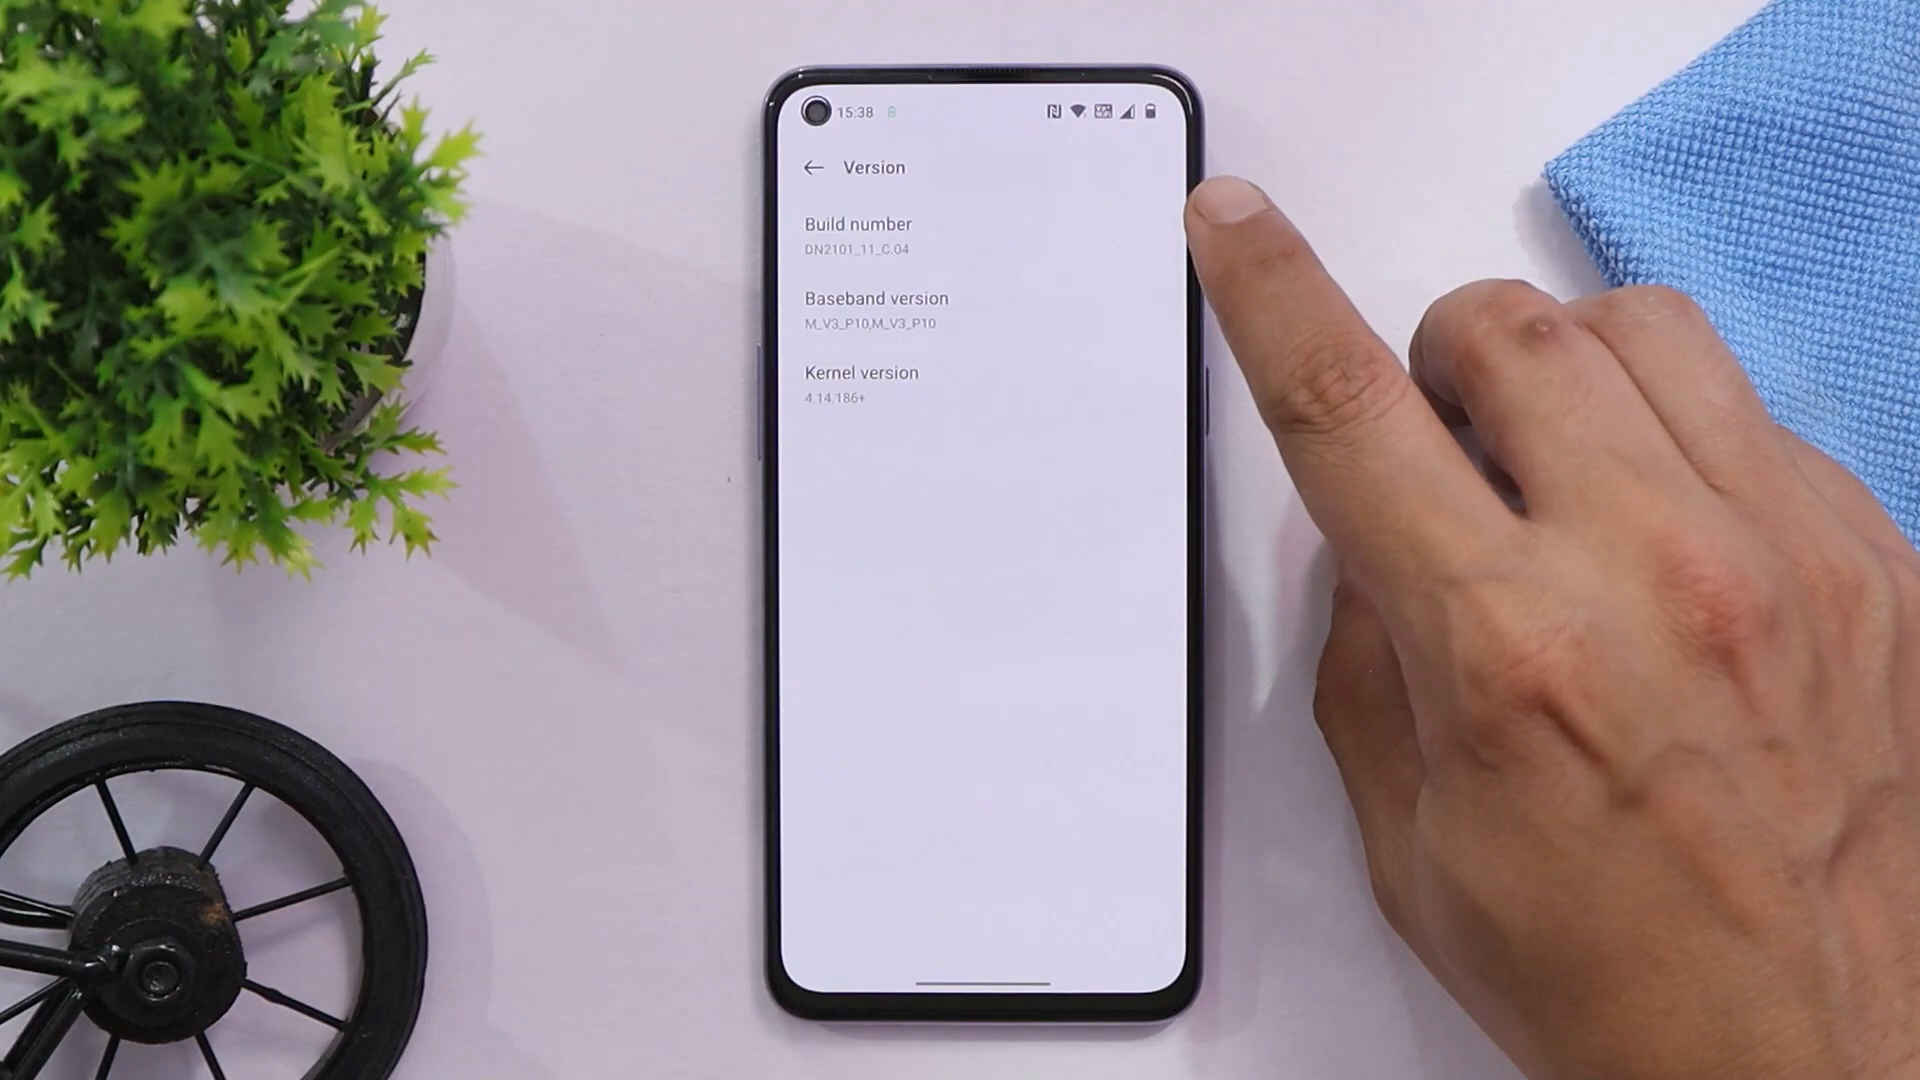 15:38
Version
Build number
DN2101_11_C.04
Baseband version
M_V3_P10,M_V3_P10
Kernel version
4.14.186+